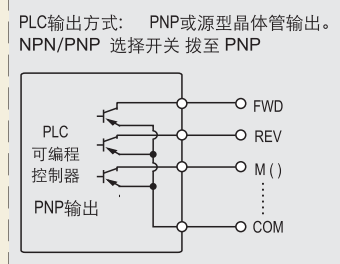 PLC输出方式： PNP或源型晶体管输出。
NPN/PNP 选择开关 拨至 PNP
FWD
PLC
可编程
控制器
REV
M ( )
PNP输出
COM